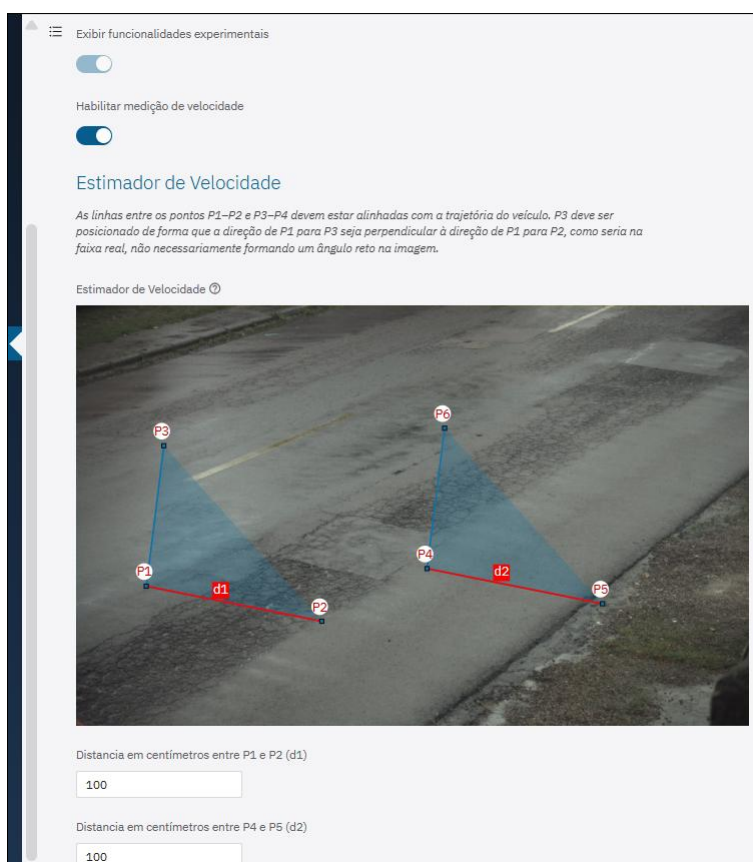 Exibir funcionalidades experimentais
Habilitar medição de velocidade
Estimador de Velocidade
As linhas entre os pontos P1–P2 e P3–P4 devem estar alinhadas com a trajetória do veículo. P3 deve ser
posicionado de forma que a direção de P1 para P3 seja perpendicular à direção de P1 para P2, como seria na
faixa real, não necessariamente formando um ângulo reto na imagem.
Estimador de Velocidade ?
P6
P3
P4
P1
d2
d1
P5
P2
Distancia em centímetros entre P1 e P2 (d1)
100
Distancia em centímetros entre P4 e P5 (d2)
100